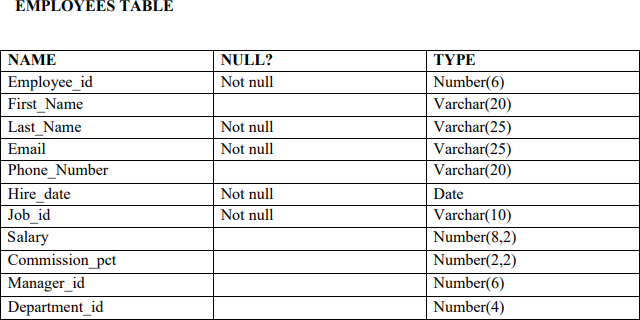 EMPLOYEES TABLE
NAME NULL? TYPE
Employee_id Not null Number(6)
First_Name Varchar(20)
Last_Name Not null Varchar(25)
Email Not null Varchar(25)
Phone_Number Varchar(20)
Hire_date Not null Date
Job_id Not null Varchar(10)
Salary Number(8,2)
Commission_pct Number(2,2)
Manager_id Number(6)
Department_id Number(4)